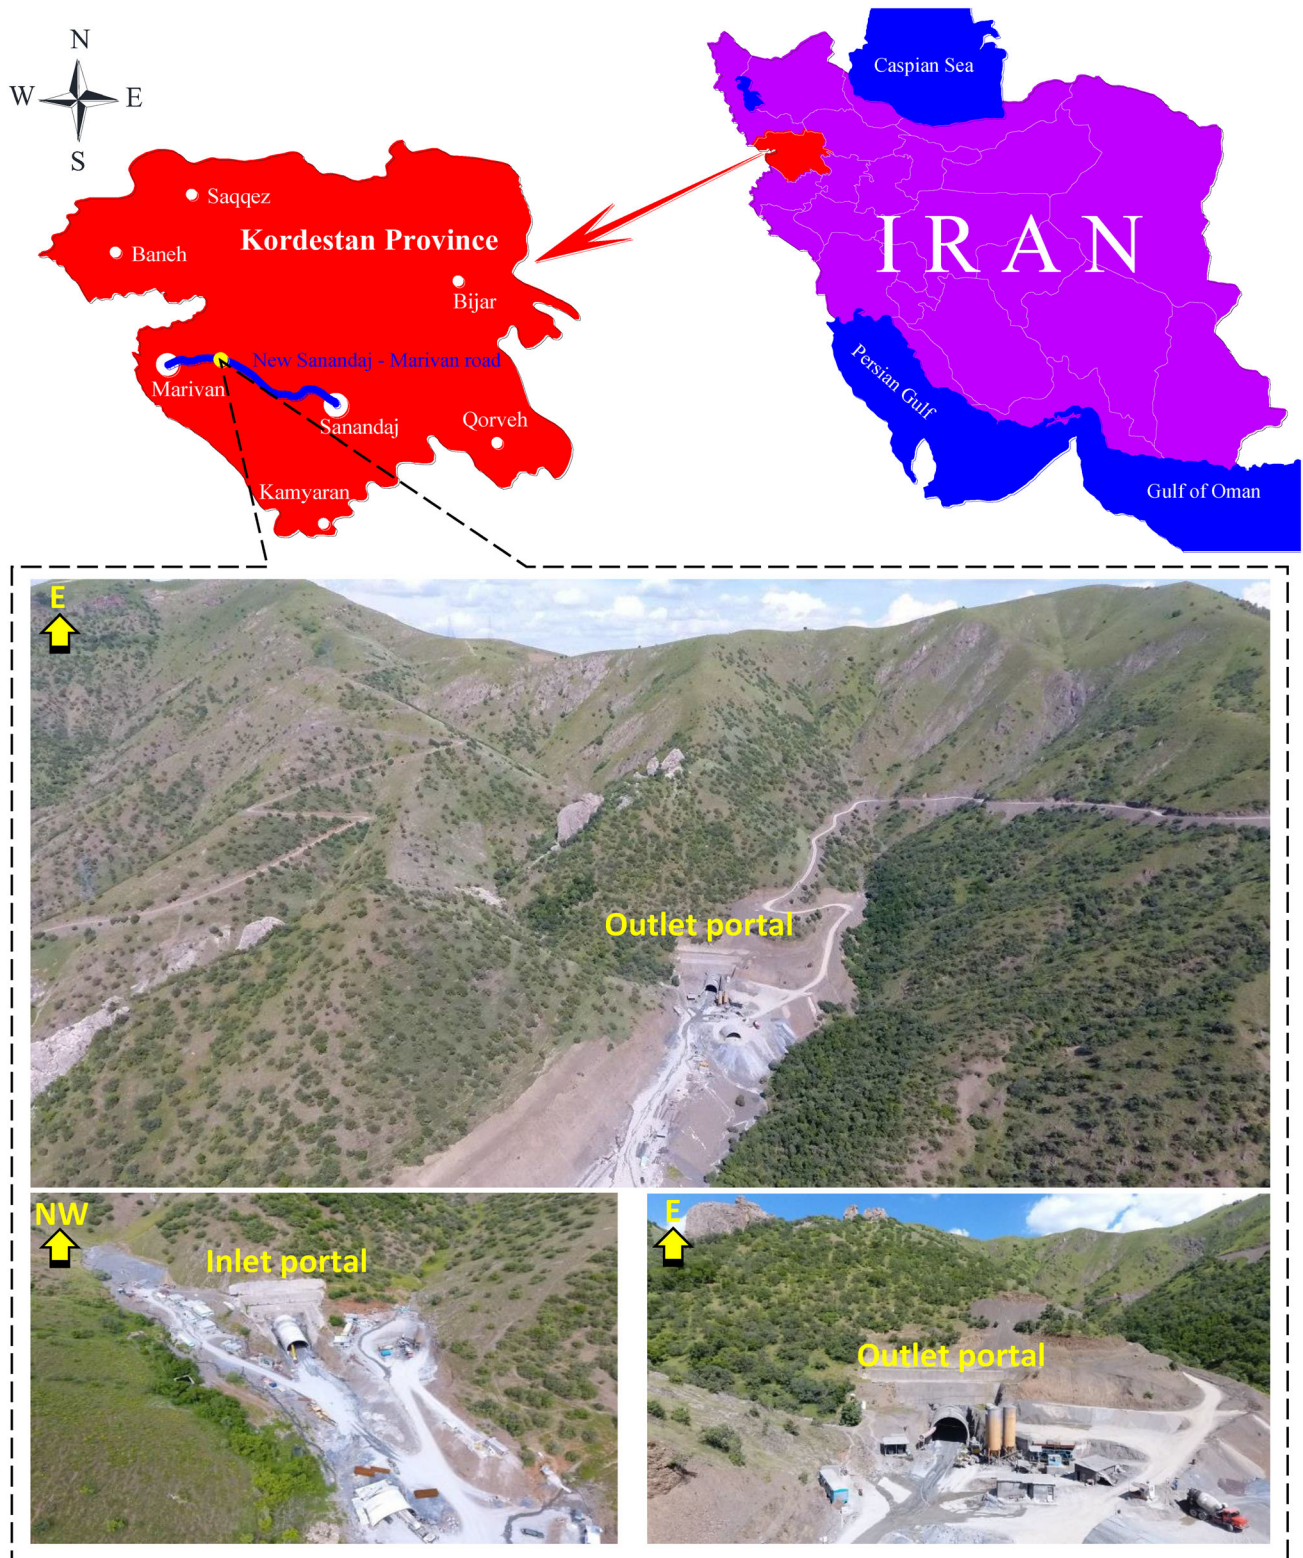 N
W
E
S
Caspian Sea
IRAN
Persian Gulf
Gulf of Oman
Saqqez
Baneh
Kordestan Province
Bijar
New Sanandaj - Marivan road
Marivan
Sanandaj
Qorveh
Kamyaran
E
Outlet portal
NW
Inlet portal
E
Outlet portal